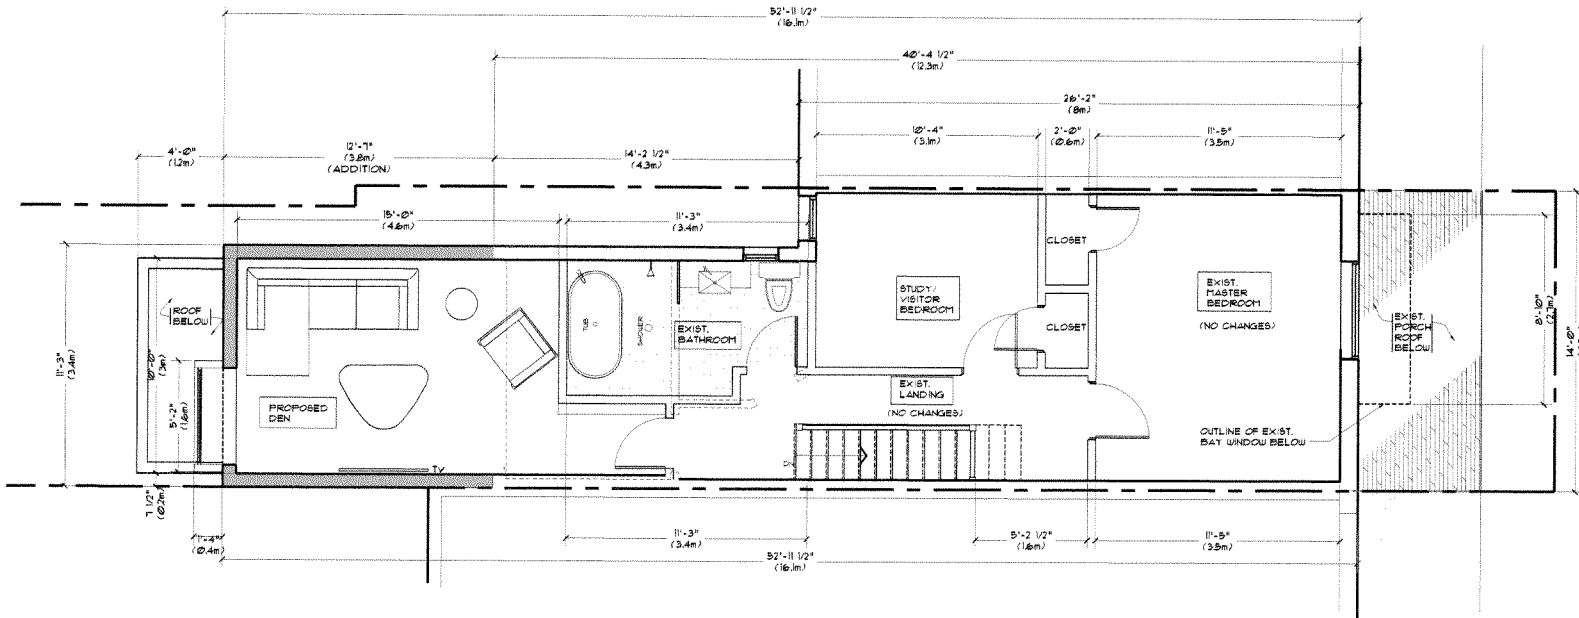 52'-11 1/2"
(16.1m)
40'-4 1/2"
(12.3m)
26'-2"
(8m)
10'-4"
(3.1m)
2'-0"
(0.6m)
11'-5"
(3.5m)
4'-0"
(1.2m)
12'-7"
(3.8m)
(ADDITION)
14'-2 1/2"
(4.3m)
15'-0"
(4.6m)
11'-3"
(3.4m)
CLOSET
STUDY/
VISITOR
BEDROOM
EXIST.
MASTER
BEDROOM
(NO CHANGES)
ROOF
BELOW
TUB
SHOWER
EXIST.
BATHROOM
CLOSET
EXIST.
PORCH
ROOF
BELOW
8'-10"
(2.7m)
14'-0"
11'-3"
(3.4m)
10'-0"
(3m)
5'-2"
(1.6m)
PROPOSED
DEN
EXIST.
LANDING
(NO CHANGES)
OUTLINE OF EXIST.
BAY WINDOW BELOW
TV
7 1/2"
(0.2m)
1'-4"
(0.4m)
11'-3"
(3.4m)
5'-2 1/2"
(1.6m)
11'-5"
(3.5m)
52'-11 1/2"
(16.1m)